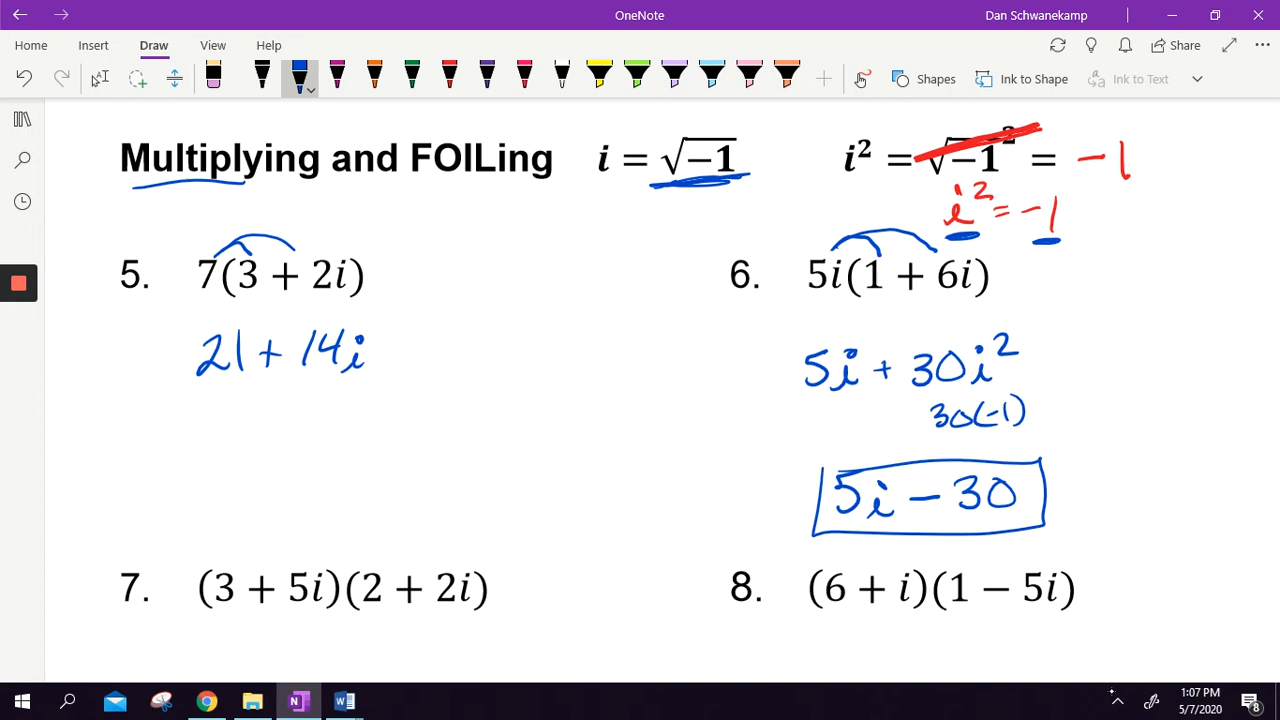 OneNote
Dan Schwanekamp
Home Insert Draw View Help
Share
Shapes Ink to Shape Ink to Text
Multiplying and FOILing i = √−1 i² = √−1² = −1
i² = −1
5. 7(3 + 2i)
21 + 14i
6. 5i(1 + 6i)
5i + 30i²
30(−1)
5i − 30
7. (3 + 5i)(2 + 2i)
8. (6 + i)(1 − 5i)
1:07 PM
5/7/2020
8